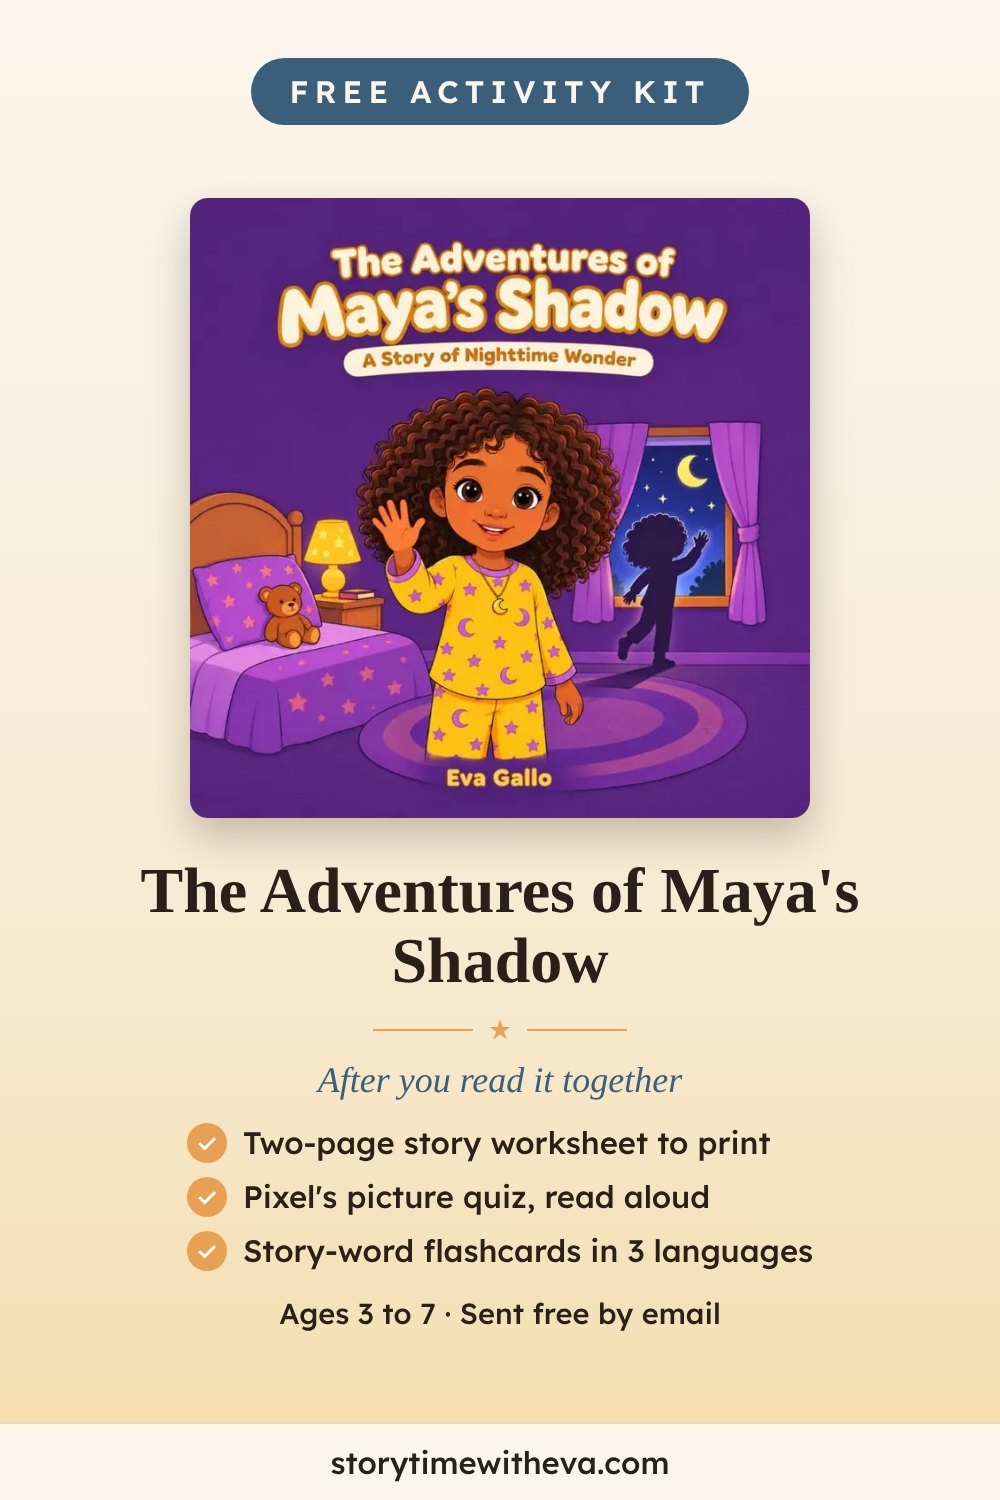 FREE ACTIVITY KIT
The Adventures of
Maya's Shadow
A Story of Nighttime Wonder
Eva Gallo
The Adventures of Maya's
Shadow
After you read it together
Two-page story worksheet to print
Pixel's picture quiz, read aloud
Story-word flashcards in 3 languages
Ages 3 to 7 · Sent free by email
storytimewitheva.com